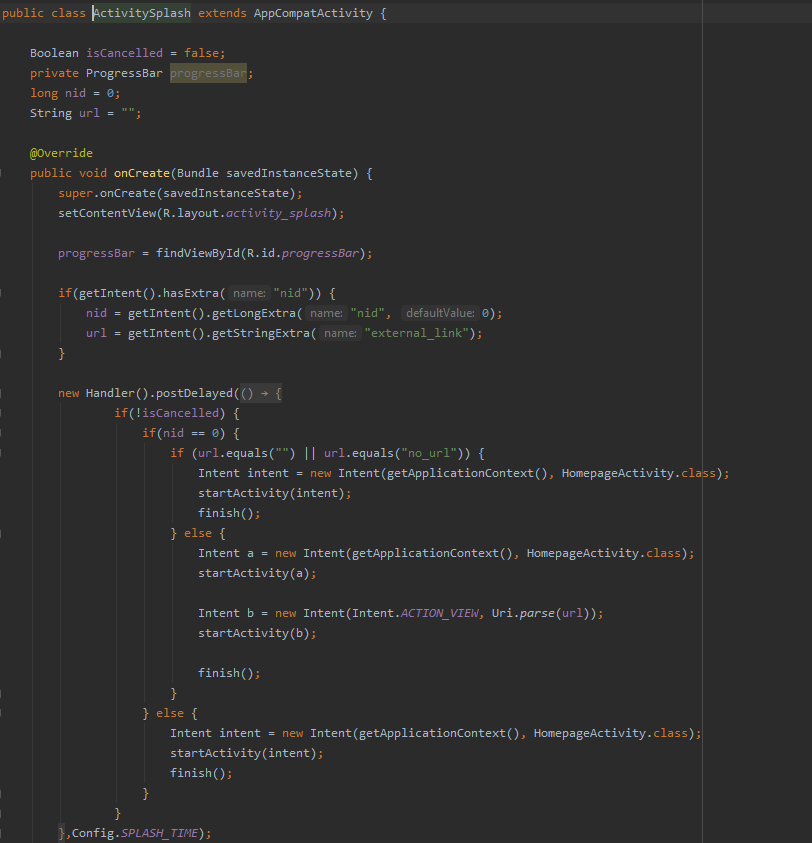 public class ActivitySplash extends AppCompatActivity {
Boolean isCancelled = false;
private ProgressBar progressBar;
long nid = 0;
String url = "";
@Override
public void onCreate(Bundle savedInstanceState) {
super.onCreate(savedInstanceState);
setContentView(R.layout.activity_splash);
progressBar = findViewById(R.id.progressBar);
if(getIntent().hasExtra( name: "nid")) {
nid = getIntent().getLongExtra( name: "nid", defaultValue: 0);
url = getIntent().getStringExtra( name: "external_link");
}
new Handler().postDelayed(() → {
if(!isCancelled) {
if(nid == 0) {
if (url.equals("") || url.equals("no_url")) {
Intent intent = new Intent(getApplicationContext(), HomepageActivity.class);
startActivity(intent);
finish();
} else {
Intent a = new Intent(getApplicationContext(), HomepageActivity.class);
startActivity(a);
Intent b = new Intent(Intent.ACTION_VIEW, Uri.parse(url));
startActivity(b);
finish();
}
} else {
Intent intent = new Intent(getApplicationContext(), HomepageActivity.class);
startActivity(intent);
finish();
}
}
},Config.SPLASH_TIME);